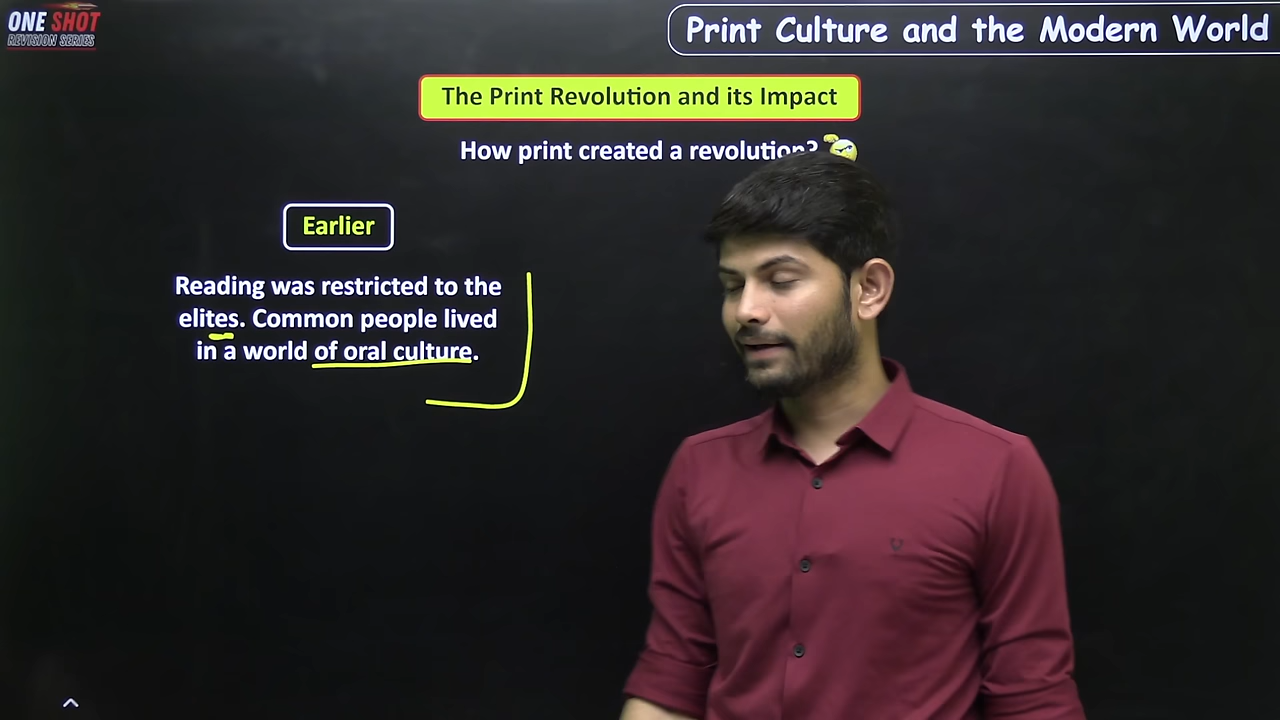 ONE SHOT
REVISION SERIES
Print Culture and the Modern World
The Print Revolution and its Impact
How print created a revolution?
Earlier
Reading was restricted to the
elites. Common people lived
in a world of oral culture.